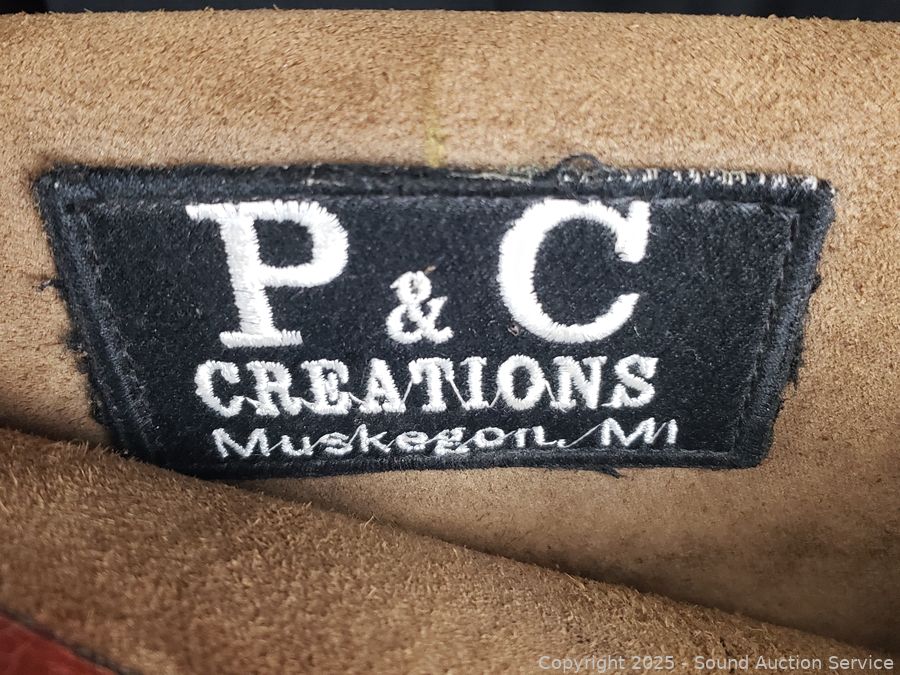 P & C
CREATIONS
Muskegon, MI
Copyright 2025 - Sound Auction Service